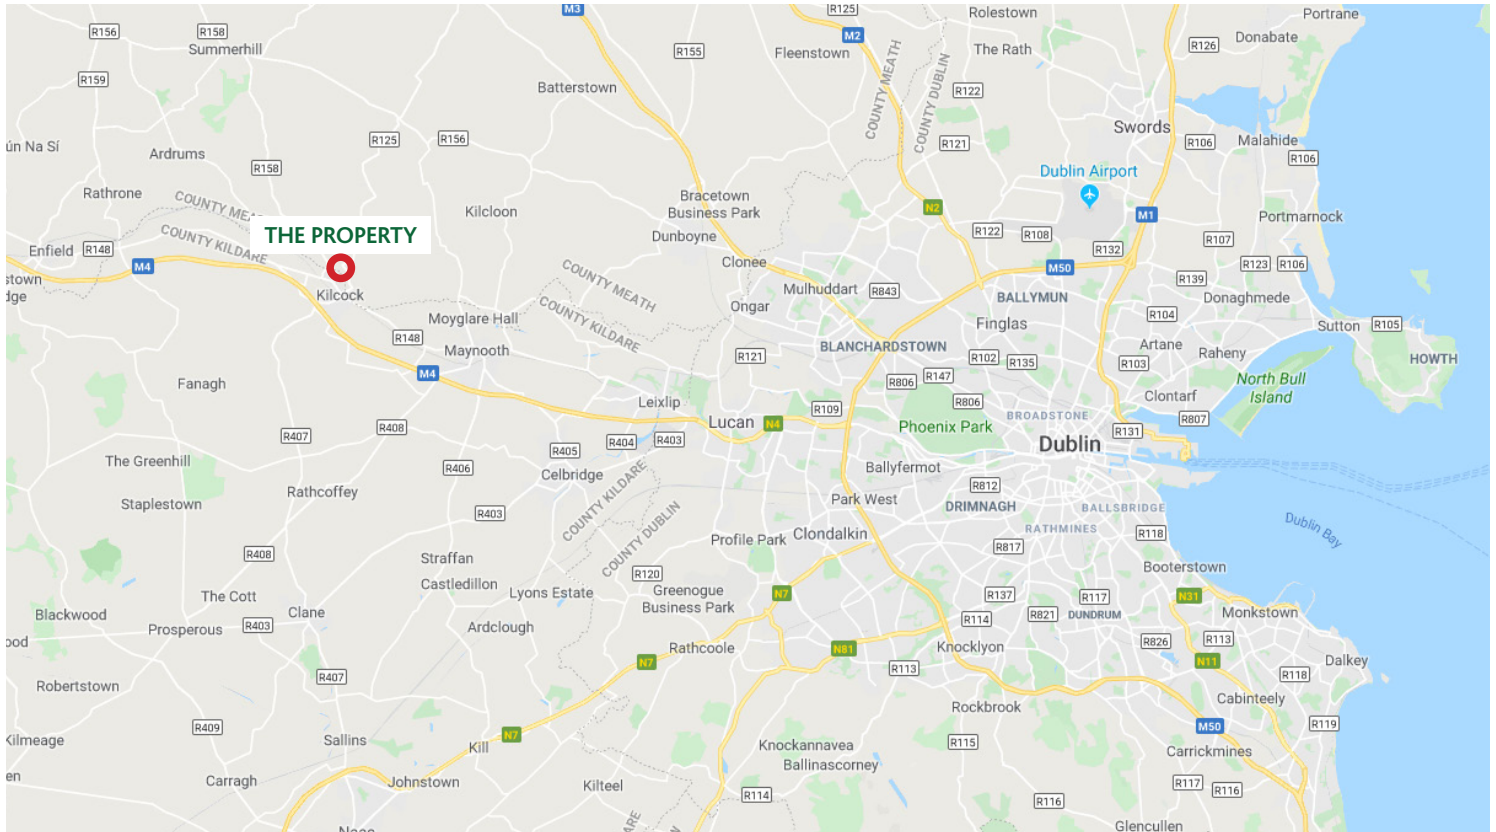 M3
R125
Rolestown
Portrane
R156
R158
Summerhill
M2
R126
Donabate
R155
Fleenstown
The Rath
R159
Batterstown
COUNTY MEATH
COUNTY DUBLIN
R122
Swords
R125
R156
ún Na Sí
Ardrums
R121
R106
Malahide
R106
R158
Dublin Airport
Rathrone
COUNTY MEA
Kilcloon
Bracetown
Business Park
N2
M1
Portmarnock
THE PROPERTY
COUNTY KILDARE
Dunboyne
R122
R108
R107
Enfield
R148
R132
M4
Clonee
M50
R123
R106
stown
dge
COUNTY MEATH
R139
Kilcock
Mulhuddart
R843
BALLYMUN
Donaghmede
Ongar
COUNTY KILDARE
Moyglare Hall
Finglas
R104
Sutton
R105
R148
Maynooth
BLANCHARDSTOWN
Artane
Raheny
R121
R102
R135
R103
HOWTH
M4
Fanagh
R806
R147
North Bull
Island
Leixlip
R109
R806
Clontarf
BROADSTONE
R807
Lucan
N4
Phoenix Park
R131
R407
R408
R404
R403
Dublin
R405
The Greenhill
R406
Celbridge
Ballyfermot
R812
Rathcoffey
Park West
Staplestown
R403
COUNTY KILDARE
DRIMNAGH
BALLSBRIDGE
COUNTY DUBLIN
RATHMINES
Dublin Bay
Profile Park
Clondalkin
R118
R817
R408
Straffan
Booterstown
R120
Castledillon
Lyons Estate
Greenogue
Business Park
N7
R137
R117
N31
The Cott
Blackwood
Clane
R114
R821
DUNDRUM
Monkstown
Prosperous
R403
Ardclough
ood
Rathcoole
N81
Knocklyon
R826
R113
N7
R113
N11
Dalkey
R407
R118
Robertstown
Cabinteely
Rockbrook
R409
R119
M50
Kilmeage
Sallins
Kill
N7
Knockannavea
R115
Carrickmines
Ballinascorney
en
Carragh
Johnstown
Kilteel
R117
R116
R114
R116
Glencullen